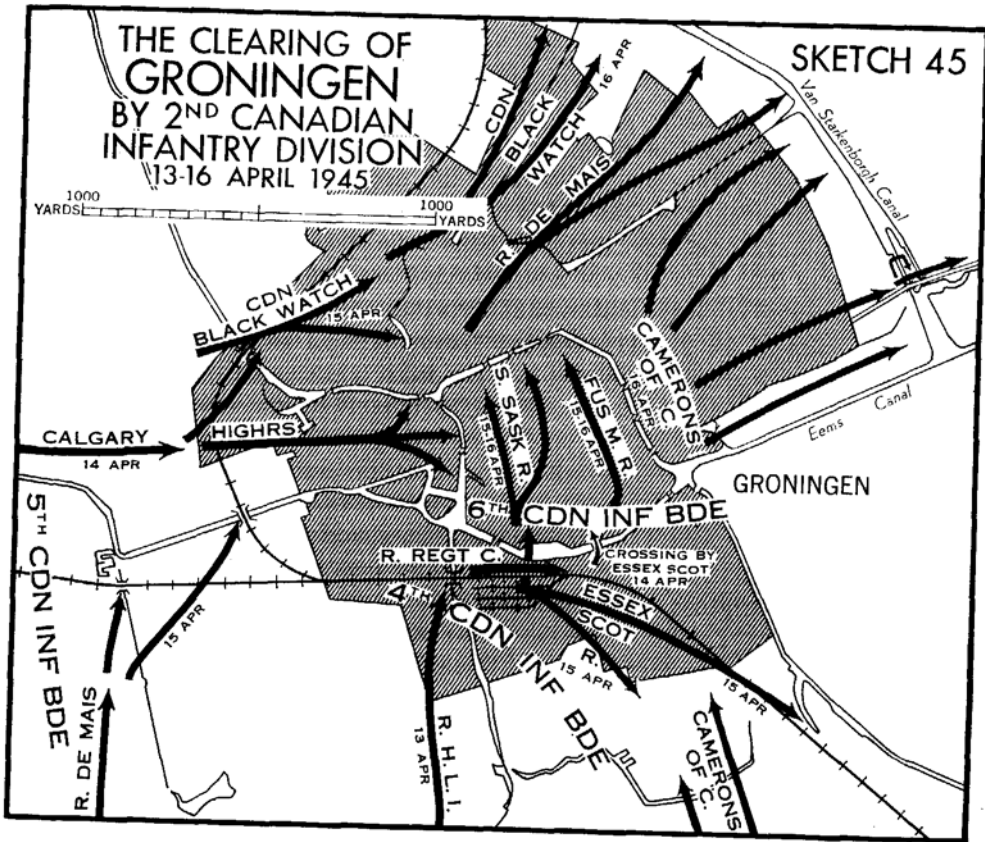 THE CLEARING OF
GRONINGEN
BY 2ND CANADIAN
INFANTRY DIVISION
13-16 APRIL 1945
SKETCH 45
1000
1000
YARDS
YARDS
CDN
BLACK
WATCH
16 APR
R. DE MAIS
Van Starkenborgh Canal
CDN
BLACK WATCH
15 APR
CAMERONS
OF C.
16 APR
S. SASK R.
15-16 APR
FUS M. R.
15-16 APR
Eems Canal
CALGARY
14 APR
HIGHRS
GRONINGEN
6TH CDN INF BDE
5TH CDN INF BDE
R. REGT C.
CROSSING BY
ESSEX SCOT
14 APR
4TH CDN INF BDE
ESSEX
SCOT
R.
15 APR
15 APR
15 APR
R. DE MAIS
R. H. L. I.
13 APR
CAMERONS
OF C.